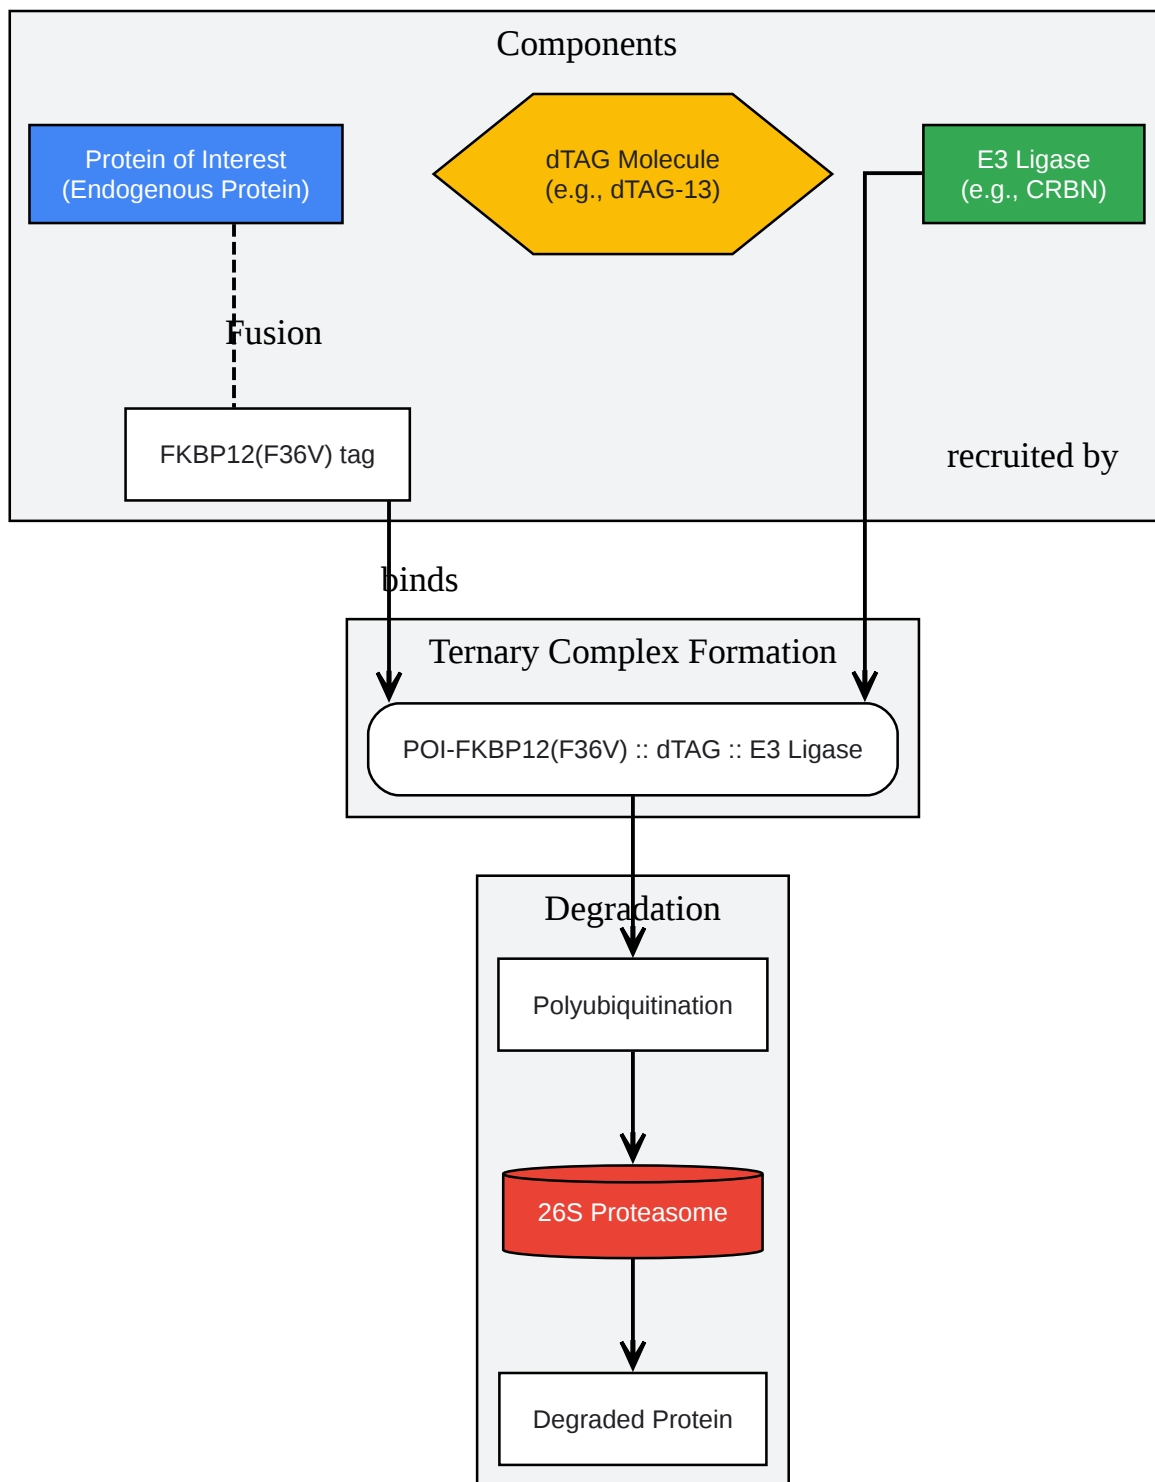 Components
Protein of Interest
(Endogenous Protein)
dTAG Molecule
(e.g., dTAG-13)
E3 Ligase
(e.g., CRBN)
Fusion
FKBP12(F36V) tag
recruited by
binds
Ternary Complex Formation
POI-FKBP12(F36V) :: dTAG :: E3 Ligase
Degradation
Polyubiquitination
26S Proteasome
Degraded Protein